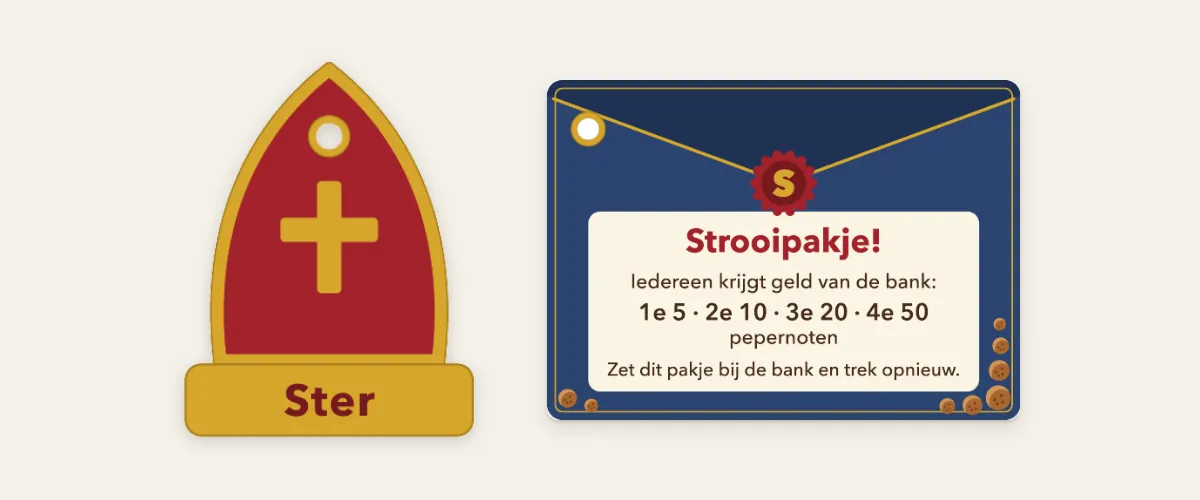 Ster
S
Strooipakje!
Iedereen krijgt geld van de bank:
1e 5 · 2e 10 · 3e 20 · 4e 50
pepernoten
Zet dit pakje bij de bank en trek opnieuw.